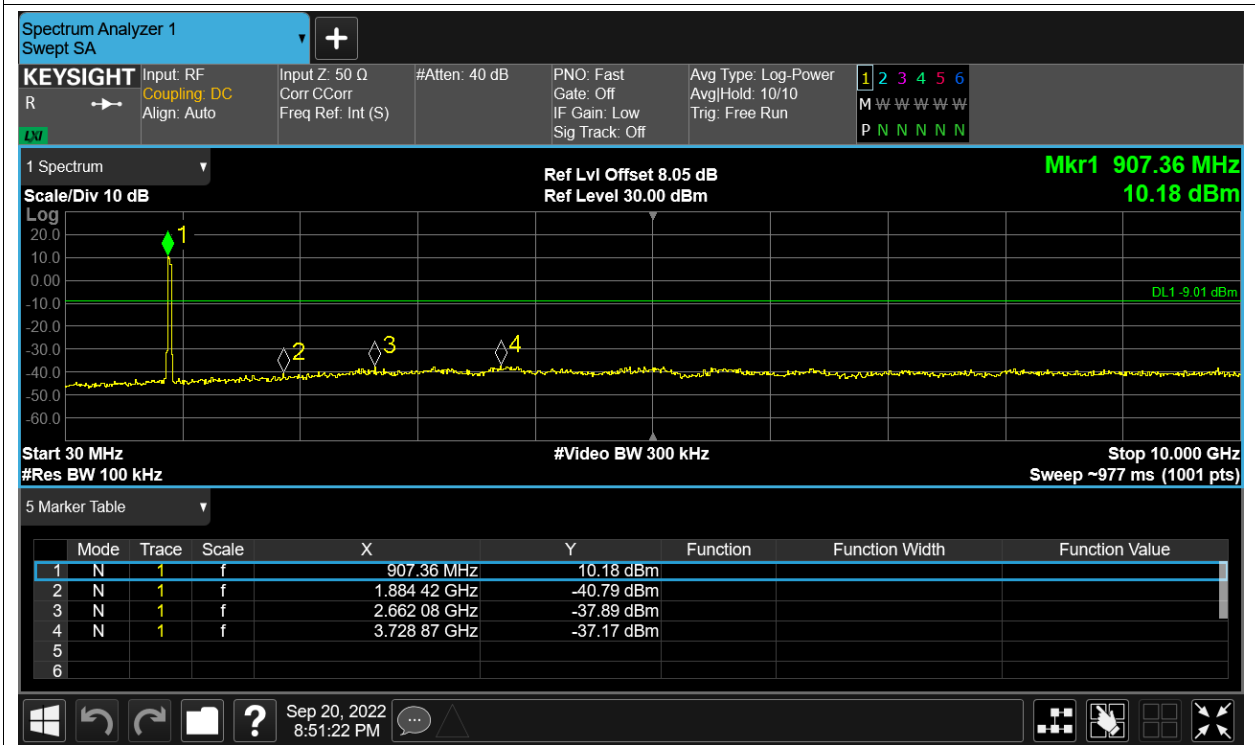 Spectrum Analyzer 1
Swept SA
KEYSIGHT Input: RF Input Z: 50 Ω #Atten: 40 dB PNO: Fast Avg Type: Log-Power 1 2 3 4 5 6
R Coupling: DC Corr CCorr Gate: Off Avg|Hold: 10/10 M W W W W W
Align: Auto Freq Ref: Int (S) IF Gain: Low Trig: Free Run
LXI Sig Track: Off P N N N N N
1 Spectrum Ref Lvl Offset 8.05 dB Mkr1 907.36 MHz
Scale/Div 10 dB Ref Level 30.00 dBm 10.18 dBm
Log
20.0 1
10.0
0.00
-10.0 DL1 -9.01 dBm
-20.0
-30.0 2 3 4
-40.0
-50.0
-60.0
Start 30 MHz #Video BW 300 kHz Stop 10.000 GHz
#Res BW 100 kHz Sweep ~977 ms (1001 pts)
5 Marker Table
Mode Trace Scale X Y Function Function Width Function Value
1 N 1 f 907.36 MHz 10.18 dBm
2 N 1 f 1.884 42 GHz -40.79 dBm
3 N 1 f 2.662 08 GHz -37.89 dBm
4 N 1 f 3.728 87 GHz -37.17 dBm
5
6
? Sep 20, 2022
8:51:22 PM